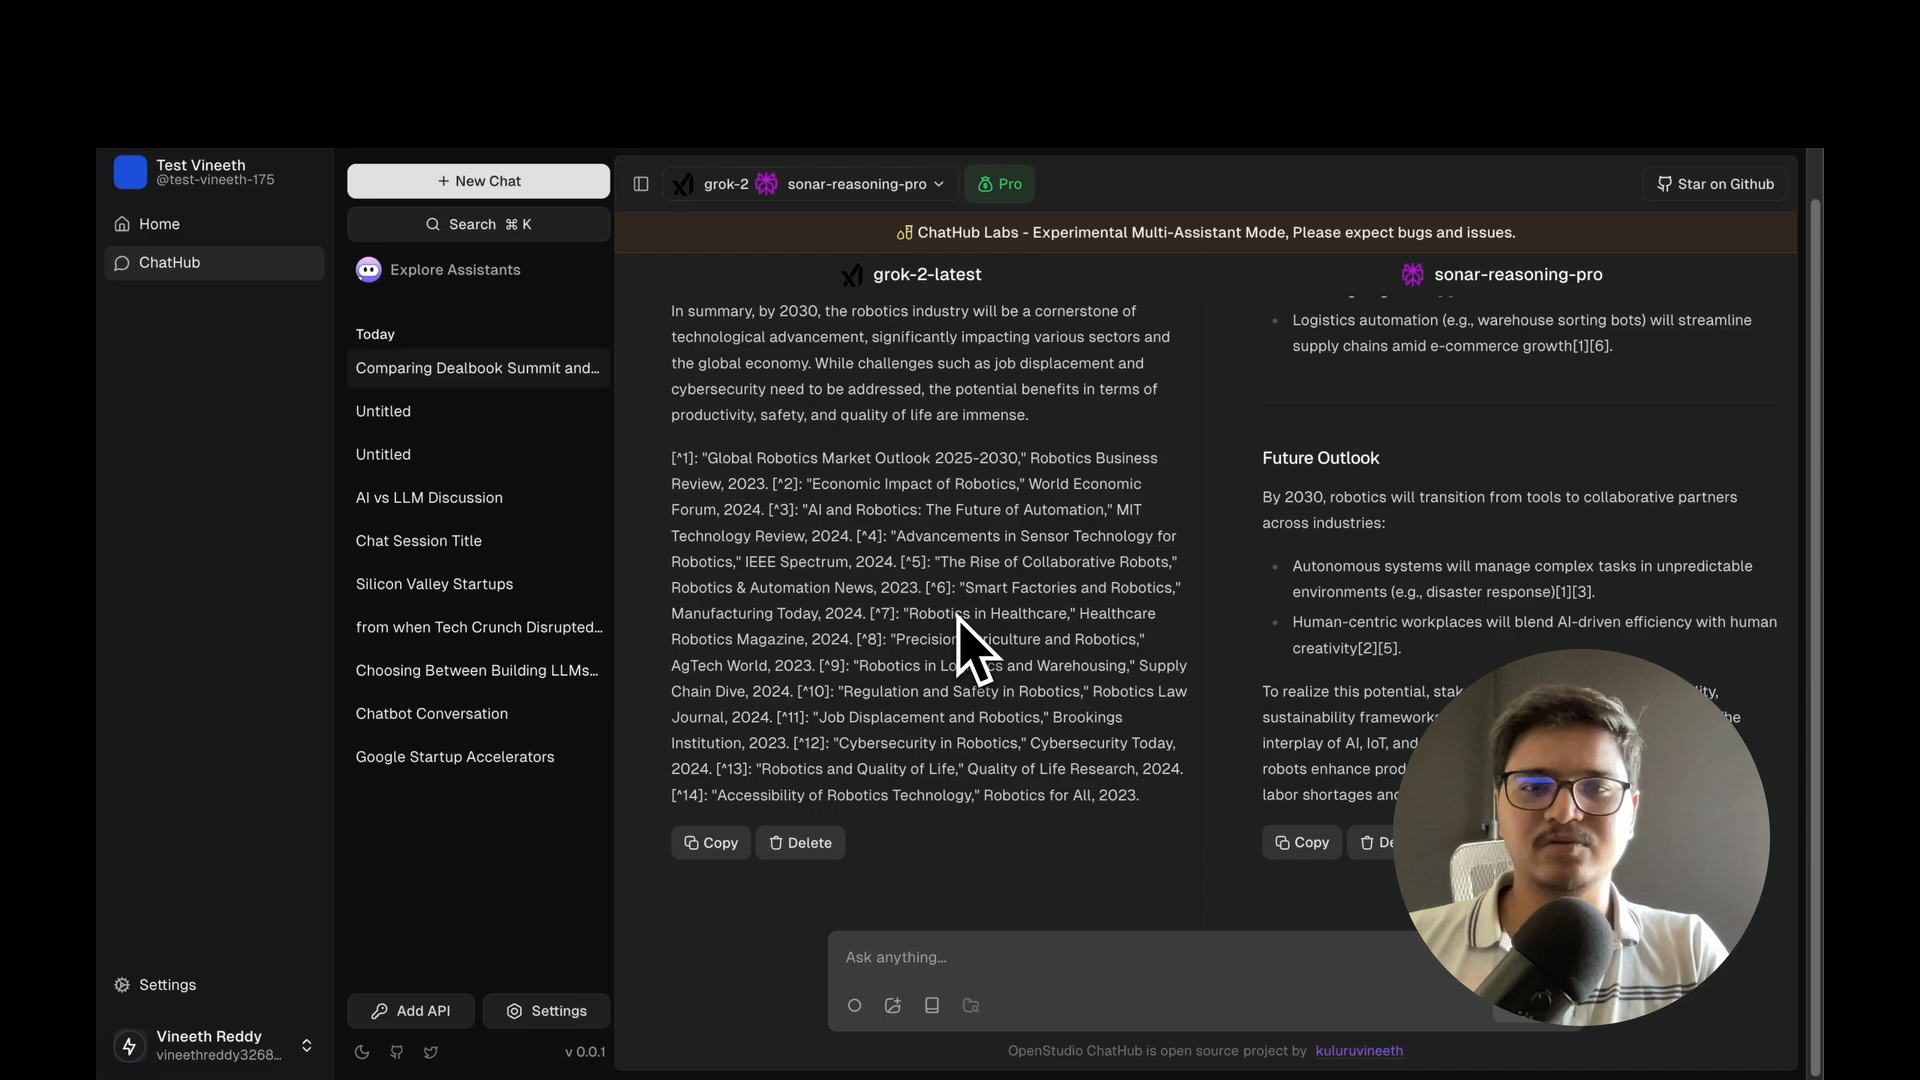 Test Vineeth
@test-vineeth-175
Home
ChatHub
Settings
Vineeth Reddy
vineethreddy3268...
New Chat
Search ⌘ K
Explore Assistants
Today
Comparing Dealbook Summit and...
Untitled
Untitled
AI vs LLM Discussion
Chat Session Title
Silicon Valley Startups
from when Tech Crunch Disrupted...
Choosing Between Building LLMs...
Chatbot Conversation
Google Startup Accelerators
Add API
Settings
v 0.0.1
grok-2
sonar-reasoning-pro
Pro
Star on Github
ChatHub Labs - Experimental Multi-Assistant Mode, Please expect bugs and issues.
grok-2-latest
In summary, by 2030, the robotics industry will be a cornerstone of
technological advancement, significantly impacting various sectors and
the global economy. While challenges such as job displacement and
cybersecurity need to be addressed, the potential benefits in terms of
productivity, safety, and quality of life are immense.
[^1]: "Global Robotics Market Outlook 2025-2030," Robotics Business
Review, 2023. [^2]: "Economic Impact of Robotics," World Economic
Forum, 2024. [^3]: "AI and Robotics: The Future of Automation," MIT
Technology Review, 2024. [^4]: "Advancements in Sensor Technology for
Robotics," IEEE Spectrum, 2024. [^5]: "The Rise of Collaborative Robots,"
Robotics & Automation News, 2023. [^6]: "Smart Factories and Robotics,"
Manufacturing Today, 2024. [^7]: "Robotics in Healthcare," Healthcare
Robotics Magazine, 2024. [^8]: "Precision riculture and Robotics,"
AgTech World, 2023. [^9]: "Robotics in Lo cs and Warehousing," Supply
Chain Dive, 2024. [^10]: "Regulation and Safety in Robotics," Robotics Law
Journal, 2024. [^11]: "Job Displacement and Robotics," Brookings
Institution, 2023. [^12]: "Cybersecurity in Robotics," Cybersecurity Today,
2024. [^13]: "Robotics and Quality of Life," Quality of Life Research, 2024.
[^14]: "Accessibility of Robotics Technology," Robotics for All, 2023.
Copy
Delete
sonar-reasoning-pro
Logistics automation (e.g., warehouse sorting bots) will streamline
supply chains amid e-commerce growth[1][6].
Future Outlook
By 2030, robotics will transition from tools to collaborative partners
across industries:
Autonomous systems will manage complex tasks in unpredictable
environments (e.g., disaster response)[1][3].
Human-centric workplaces will blend AI-driven efficiency with human
creativity[2][5].
To realize this potential,
sustainability
interplay of AI, IoT, and
robots enhance
labor shortages
Copy
Ask anything...
OpenStudio ChatHub is open source project by kuluruvineeth